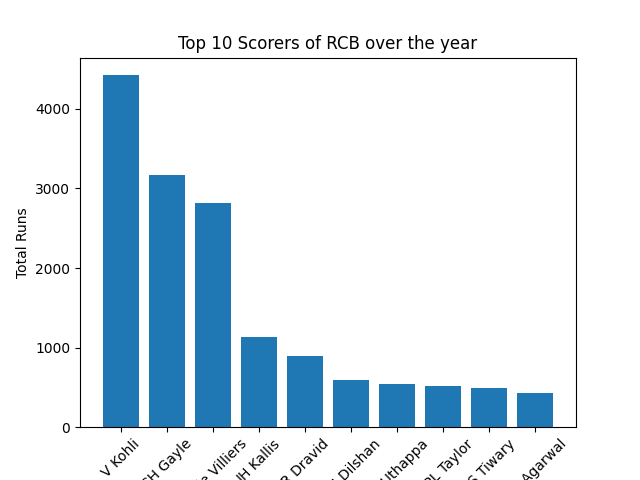 Top 10 Scorers of RCB over the year
Total Runs
4000
3000
2000
1000
0
V Kohli
Gayle
Villiers
Kallis
Dravid
Dilshan
Uthappa
Taylor
Tiwary
Agarwal